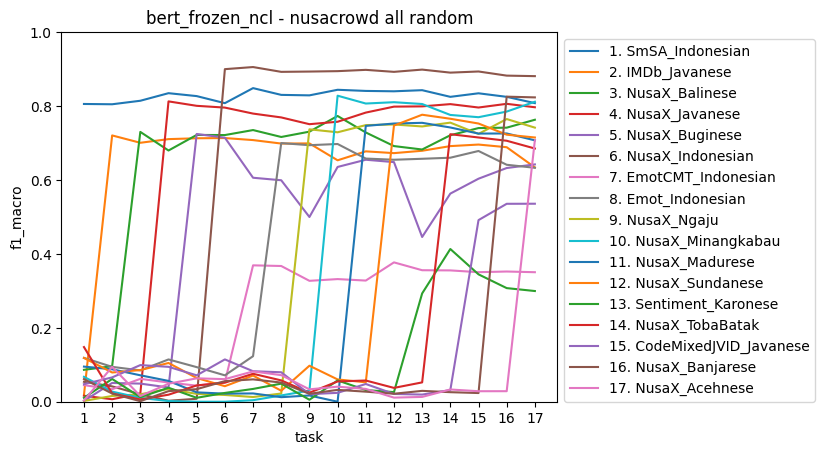 bert_frozen_ncl - nusacrowd all random
1.0
0.8
0.6
0.4
0.2
0.0
f1_macro
1 2 3 4 5 6 7 8 9 10 11 12 13 14 15 16 17
task
1. SmSA_Indonesian
2. IMDb_Javanese
3. NusaX_Balinese
4. NusaX_Javanese
5. NusaX_Buginese
6. NusaX_Indonesian
7. EmotCMT_Indonesian
8. Emot_Indonesian
9. NusaX_Ngaju
10. NusaX_Minangkabau
11. NusaX_Madurese
12. NusaX_Sundanese
13. Sentiment_Karonese
14. NusaX_TobaBatak
15. CodeMixedJVID_Javanese
16. NusaX_Banjarese
17. NusaX_Acehnese